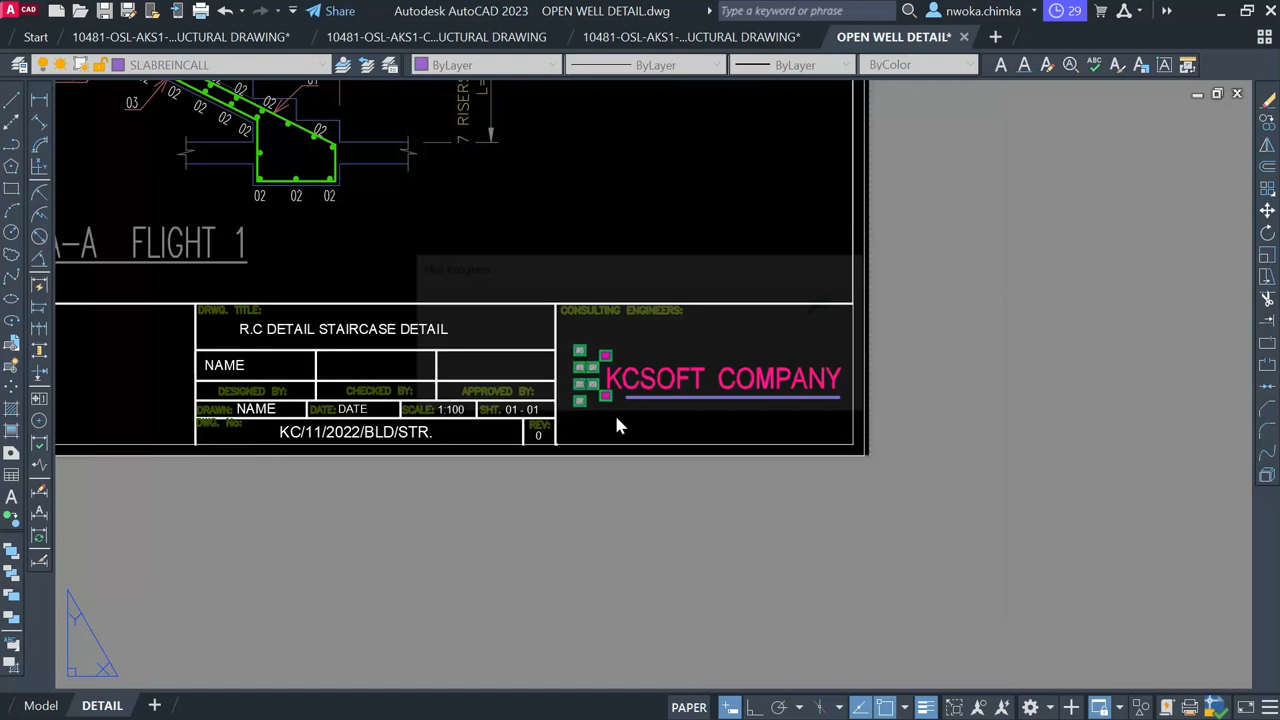 CAD
Share
Autodesk AutoCAD 2023
OPEN WELL DETAIL.dwg
Type a keyword or phrase
nwoka.chimka
29
Start
10481-OSL-AKS1-...UCTURAL DRAWING*
10481-OSL-AKS1-C...UCTURAL DRAWING
10481-OSL-AKS1-...UCTURAL DRAWING*
OPEN WELL DETAIL*
SLABREINCALL
ByLayer
ByLayer
ByLayer
ByColor
03
02
02
02
02
02
02
02
02
02
7 RISERS
A-A FLIGHT 1
Plot Progress
DRWG. TITLE:
R.C DETAIL STAIRCASE DETAIL
NAME
DESIGNED BY:
CHECKED BY:
APPROVED BY:
DRAWN:
NAME
DATE:
DATE
SCALE:
1:100
SHT.
01 - 01
DWG. No:
KC/11/2022/BLD/STR.
REV:
0
CONSULTING ENGINEERS:
KCSOFT COMPANY
Y
X
Model
DETAIL
PAPER